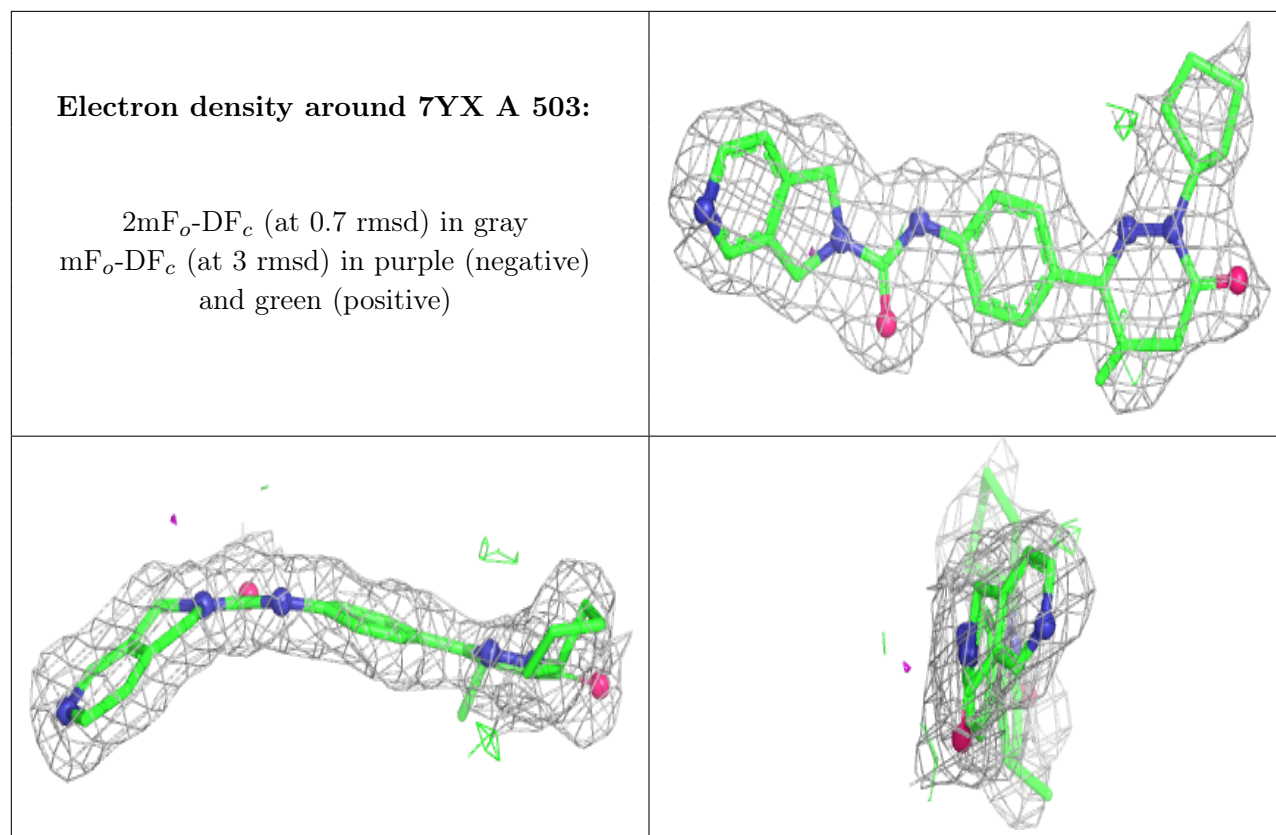 Electron density around 7YX A 503:
2mFo-DFc (at 0.7 rmsd) in gray
mFo-DFc (at 3 rmsd) in purple (negative)
and green (positive)